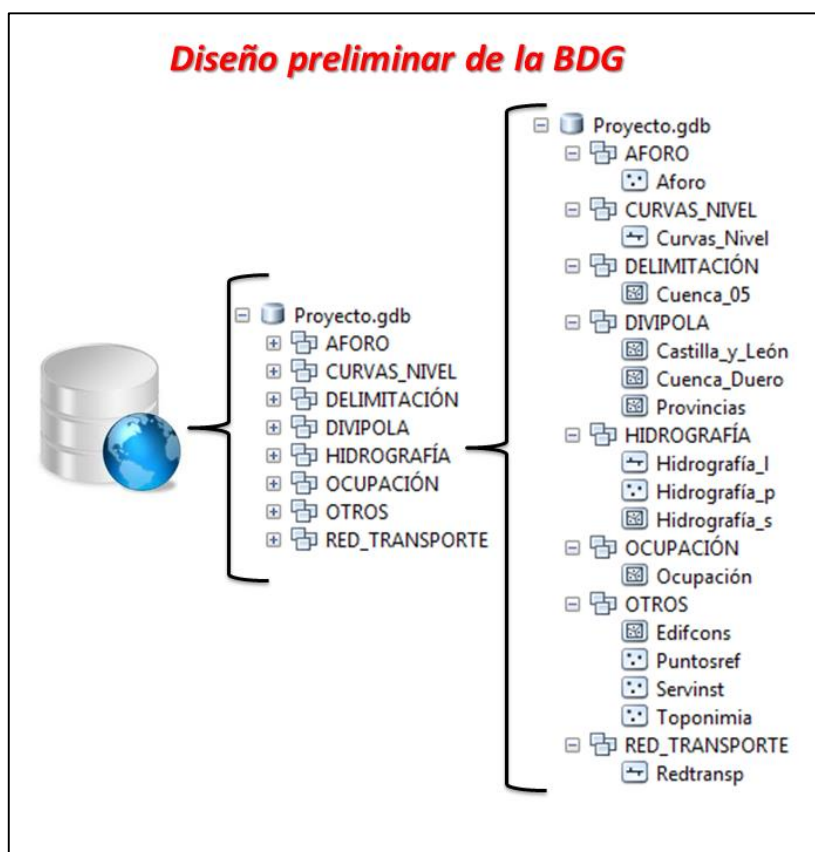 Diseño preliminar de la BDG
Proyecto.gdb
AFORO
CURVAS_NIVEL
DELIMITACIÓN
DIVIPOLA
HIDROGRAFÍA
OCUPACIÓN
OTROS
RED_TRANSPORTE
Proyecto.gdb
AFORO
Aforo
CURVAS_NIVEL
Curvas_Nivel
DELIMITACIÓN
Cuenca_05
DIVIPOLA
Castilla_y_León
Cuenca_Duero
Provincias
HIDROGRAFÍA
Hidrografía_l
Hidrografía_p
Hidrografía_s
OCUPACIÓN
Ocupación
OTROS
Edifcons
Puntosref
Servinst
Toponimia
RED_TRANSPORTE
Redtransp